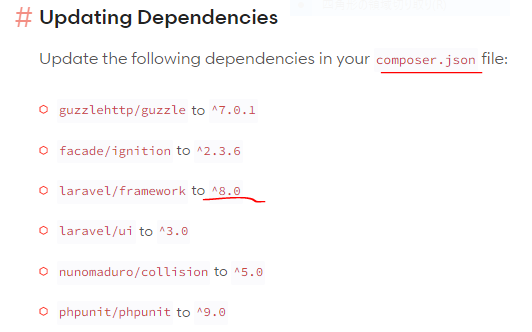 # Updating Dependencies
Update the following dependencies in your composer.json file:
guzzlehttp/guzzle to ^7.0.1
facade/ignition to ^2.3.6
laravel/framework to ^8.0
laravel/ui to ^3.0
nunomaduro/collision to ^5.0
phpunit/phpunit to ^9.0